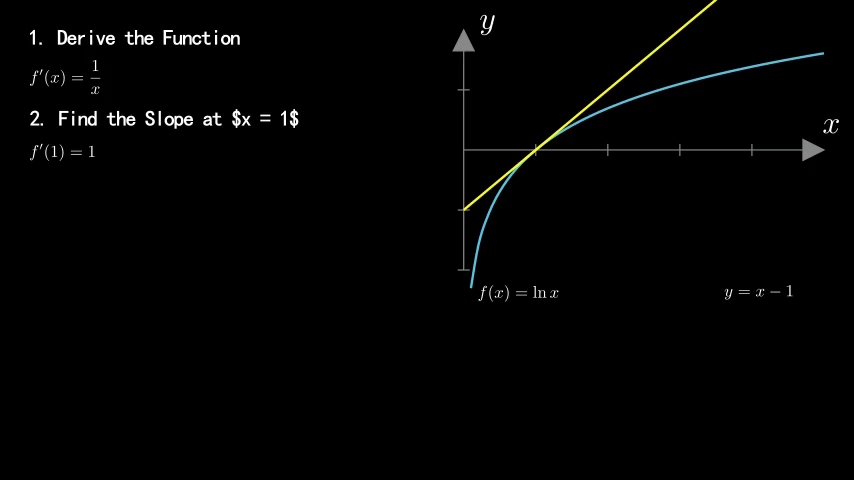 1. Derive the Function
f′(x) = 1/x
2. Find the Slope at $x = 1$
f′(1) = 1
y
x
f(x) = ln x
y = x − 1